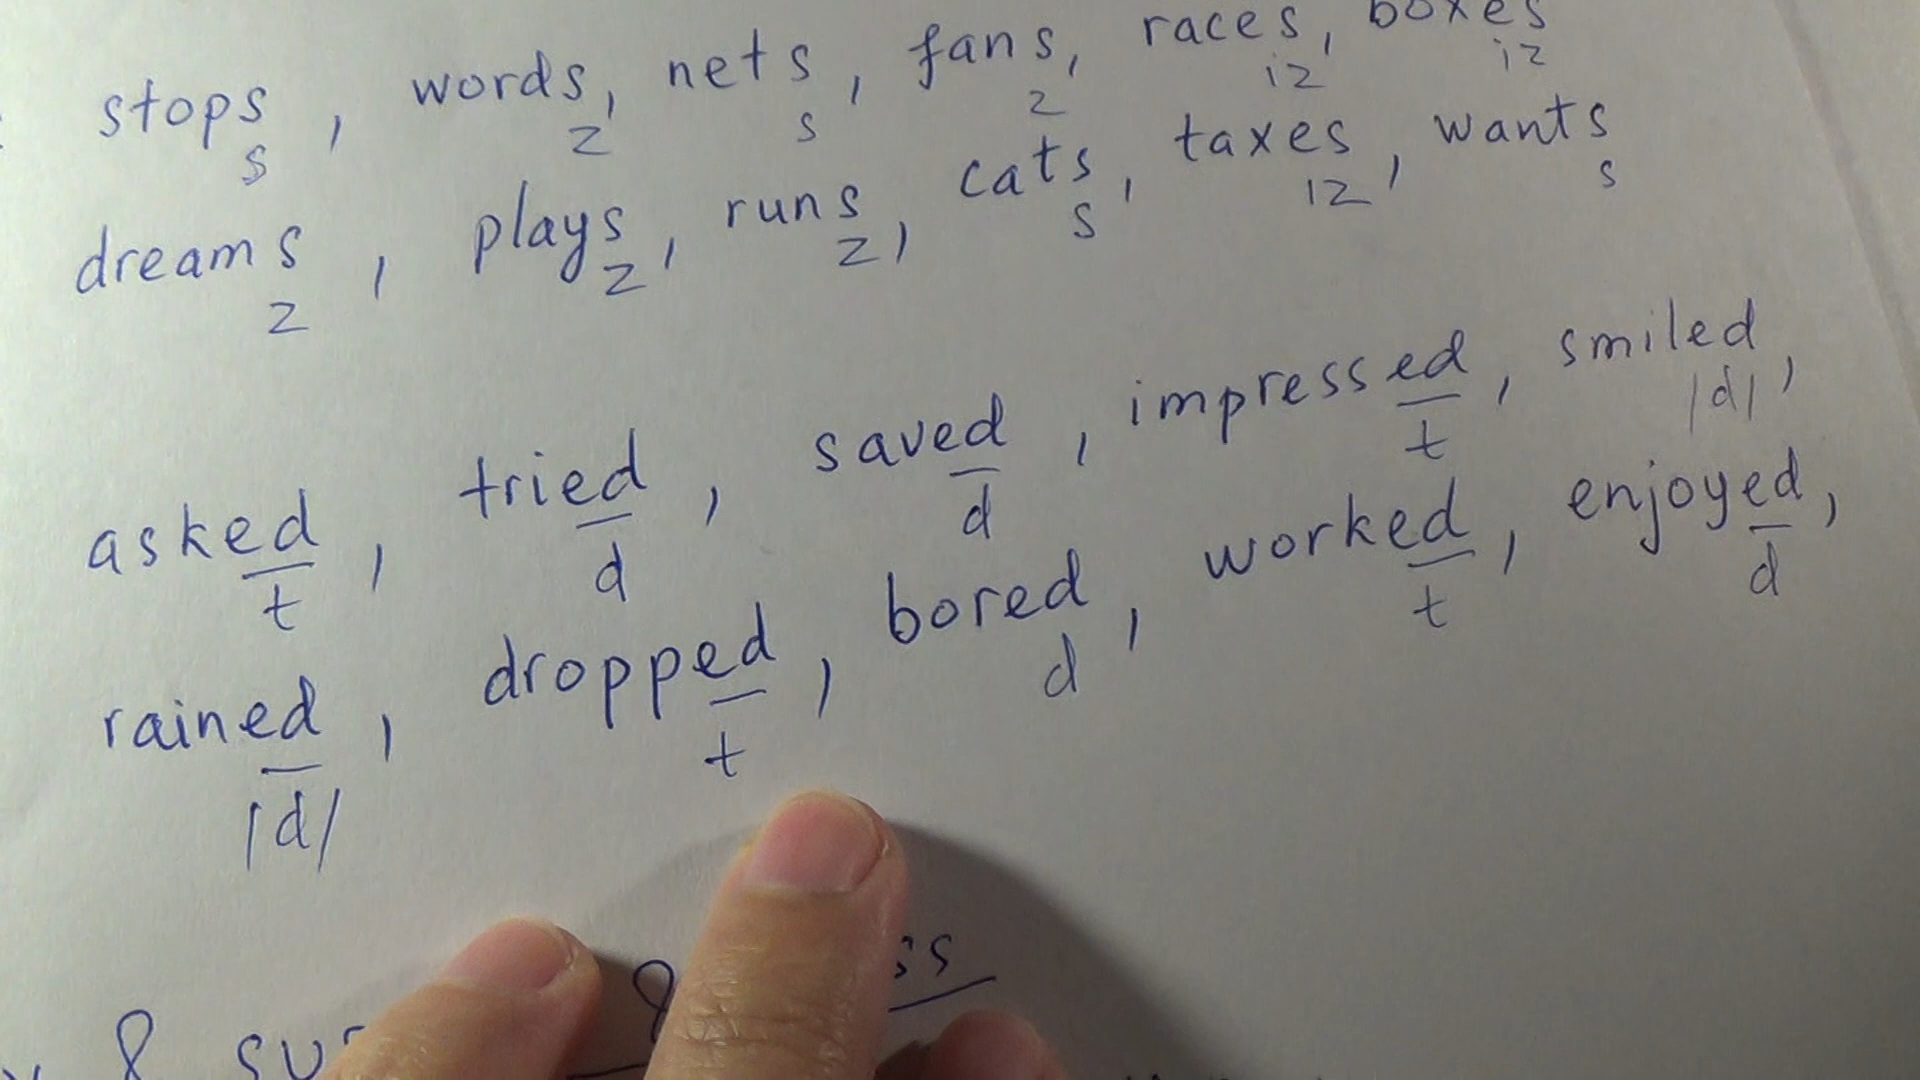 stops, words, nets, fans, races, boxes
s z s z iz iz
dreams, plays, runs, cats, taxes, wants
z z z s iz s
asked, tried, saved, impressed, smiled,
t d d t /d/
rained, dropped, bored, worked, enjoyed,
/d/ t d t d